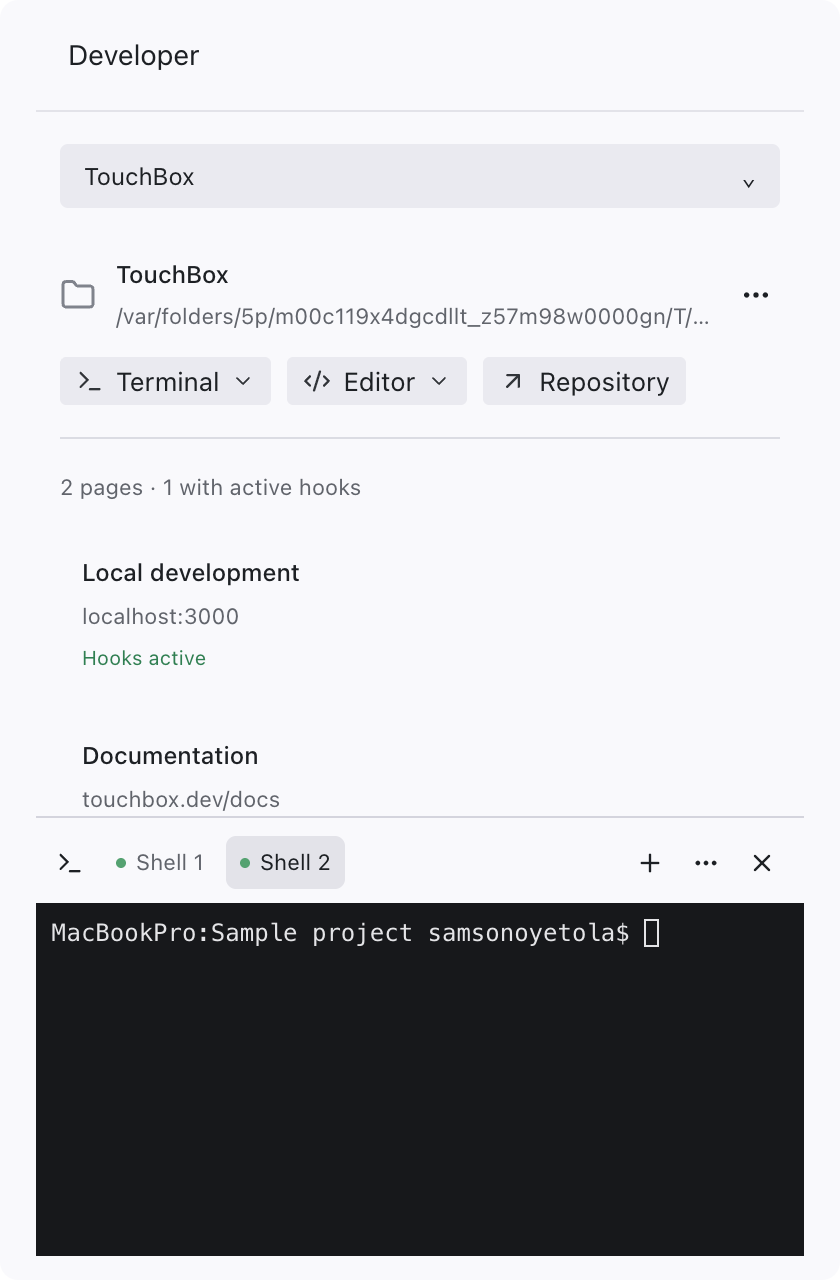 Developer
TouchBox
TouchBox
/var/folders/5p/m00c119x4dgcdllt_z57m98w0000gn/T/...
Terminal
Editor
Repository
2 pages · 1 with active hooks
Local development
localhost:3000
Hooks active
Documentation
touchbox.dev/docs
Shell 1
Shell 2
MacBookPro:Sample project samsonoyetola$